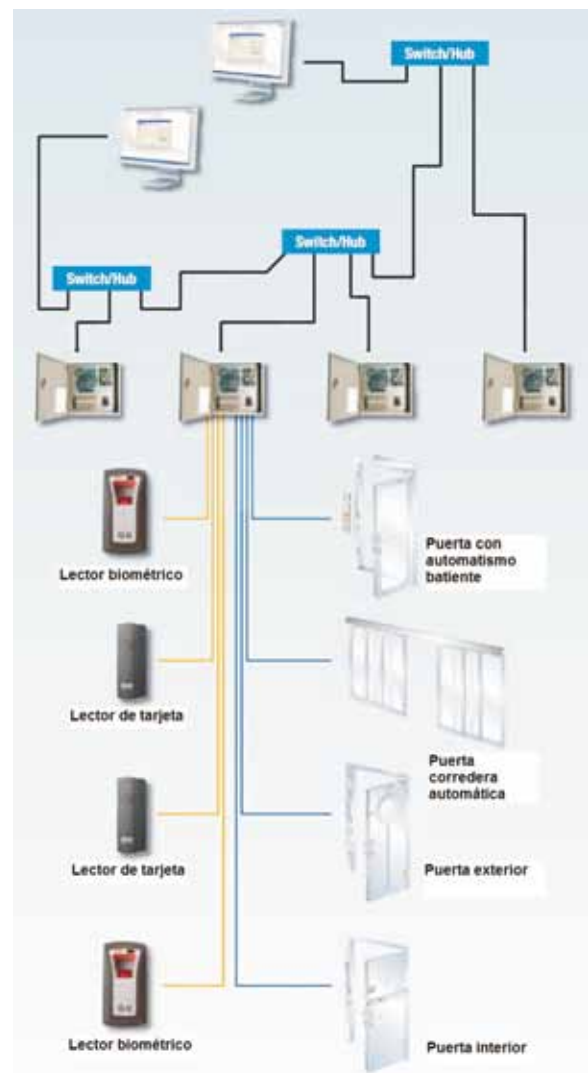 Switch/Hub
Switch/Hub
Switch/Hub
Lector biométrico
Puerta con
automatismo
batiente
Lector de tarjeta
Puerta
corredera
automática
Lector de tarjeta
Puerta exterior
Lector biométrico
Puerta interior